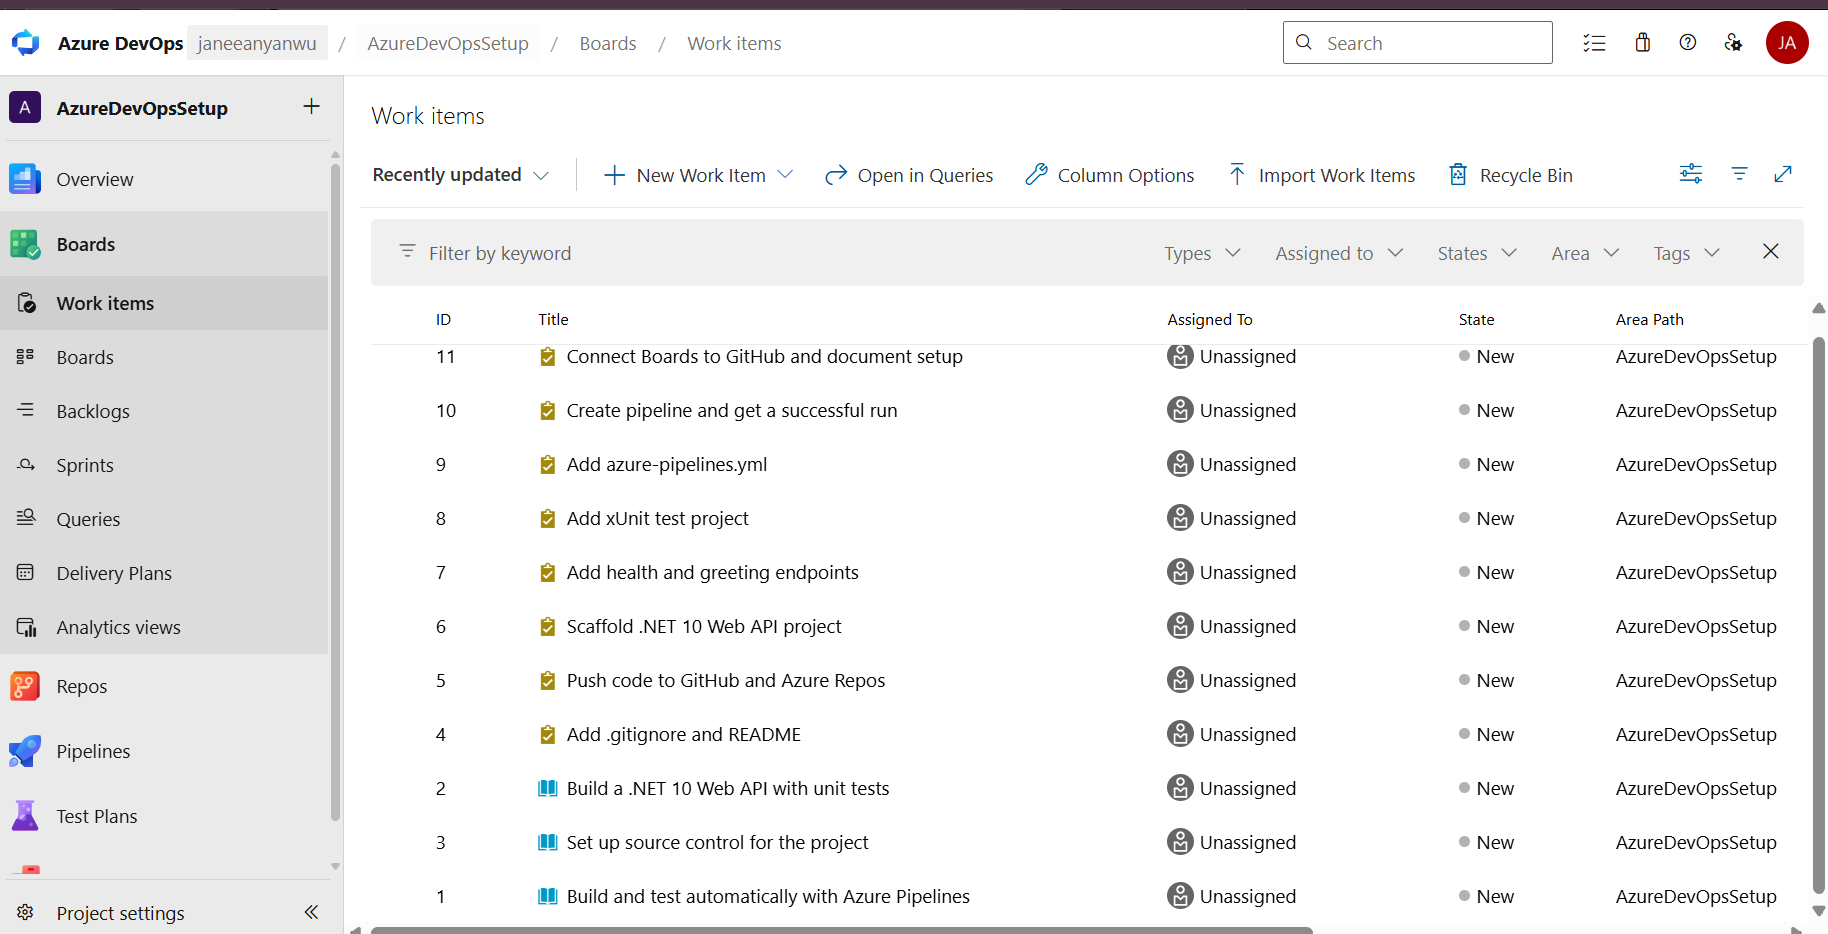 Azure DevOps janeeanyanwu / AzureDevOpsSetup / Boards / Work items
Search
JA
A AzureDevOpsSetup
Overview
Boards
Work items
Boards
Backlogs
Sprints
Queries
Delivery Plans
Analytics views
Repos
Pipelines
Test Plans
Project settings
Work items
Recently updated New Work Item Open in Queries Column Options Import Work Items Recycle Bin
Filter by keyword Types Assigned to States Area Tags
ID Title Assigned To State Area Path
11 Connect Boards to GitHub and document setup Unassigned New AzureDevOpsSetup
10 Create pipeline and get a successful run Unassigned New AzureDevOpsSetup
9 Add azure-pipelines.yml Unassigned New AzureDevOpsSetup
8 Add xUnit test project Unassigned New AzureDevOpsSetup
7 Add health and greeting endpoints Unassigned New AzureDevOpsSetup
6 Scaffold .NET 10 Web API project Unassigned New AzureDevOpsSetup
5 Push code to GitHub and Azure Repos Unassigned New AzureDevOpsSetup
4 Add .gitignore and README Unassigned New AzureDevOpsSetup
2 Build a .NET 10 Web API with unit tests Unassigned New AzureDevOpsSetup
3 Set up source control for the project Unassigned New AzureDevOpsSetup
1 Build and test automatically with Azure Pipelines Unassigned New AzureDevOpsSetup